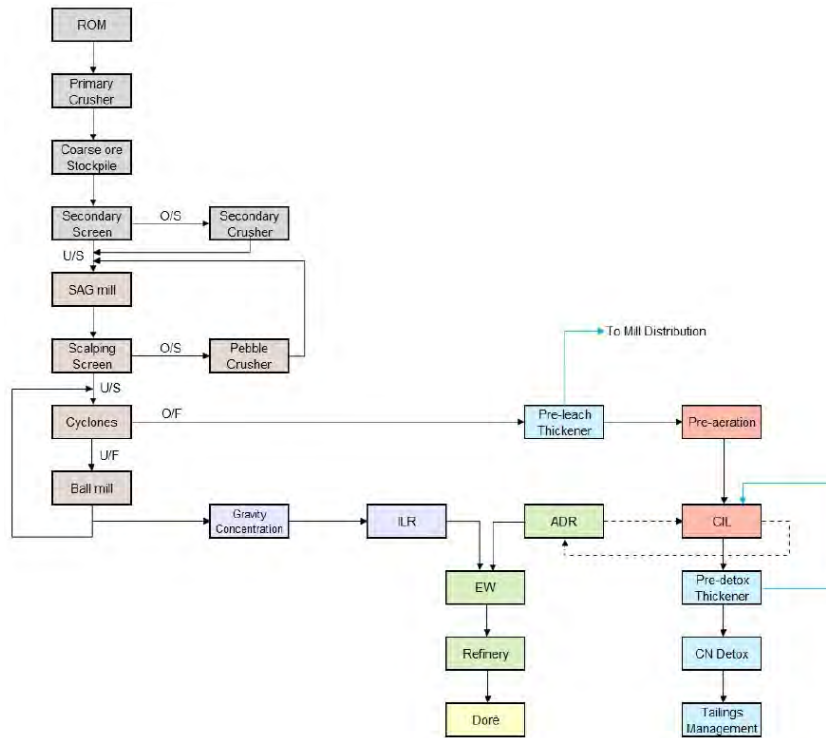 ROM
Primary
Crusher
Coarse ore
Stockpile
Secondary
Screen
O/S
Secondary
Crusher
U/S
SAG mill
Scalping
Screen
O/S
Pebble
Crusher
To Mill Distribution
U/S
Cyclones
O/F
Pre-leach
Thickener
Pre-aeration
U/F
Ball mill
Gravity
Concentration
ILR
ADR
CIL
EW
Pre-detox
Thickener
Refinery
CN Detox
Doré
Tailings
Management